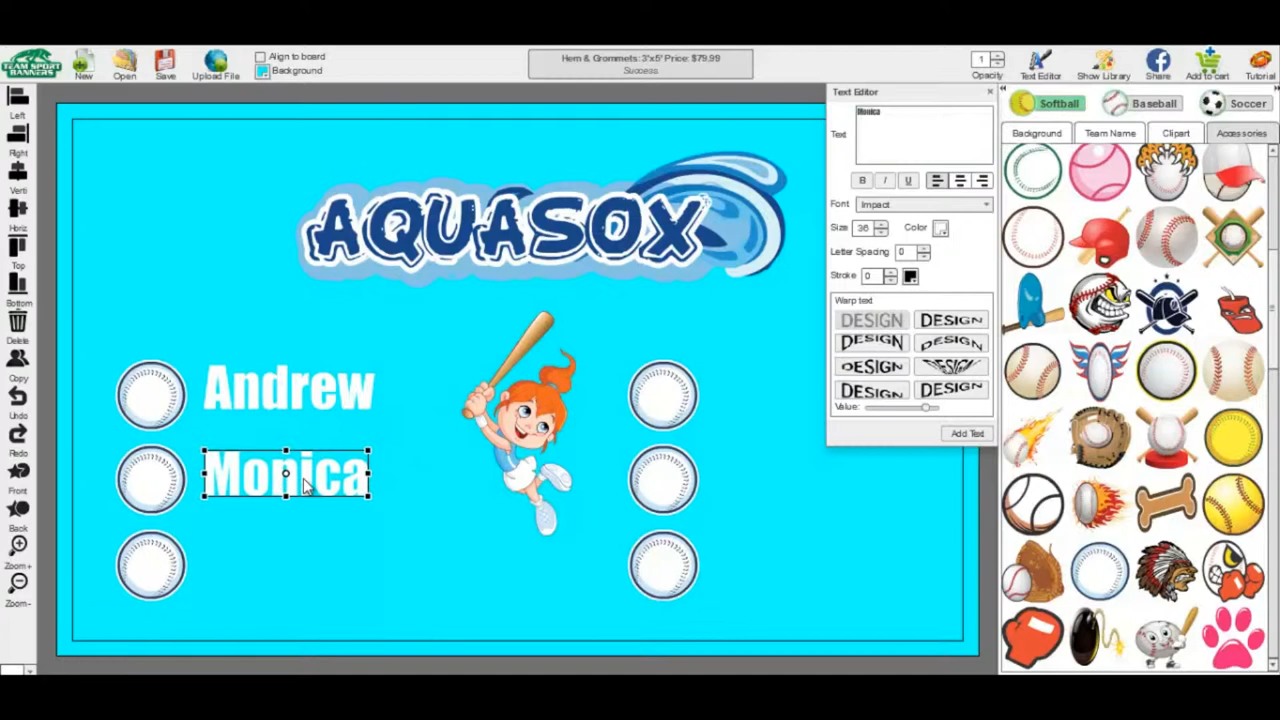 Align to board
Hem & Grommets: 3'x5' Price: $79.99
Success
TEAM SPORT
BANNERS
New
Open
Save
Upload File
Background
1
Opacity
Text Editor
Show Library
Share
Add to cart
Tutorial
Left
Right
Verti
Horiz
Top
Bottom
Delete
Copy
Undo
Redo
Front
Back
Zoom+
Zoom-
AQUASOX
Andrew
Monica
Text Editor
Text
Monica
B I U
Font Impact
Size 36 Color
Letter Spacing 0
Stroke 0
Warp text
DESIGN DESIGN
DESIGN DESIGN
DESIGN DESIGN
DESIGN DESIGN
Value:
Add Text
Softball Baseball Soccer
Background Team Name Clipart Accessories